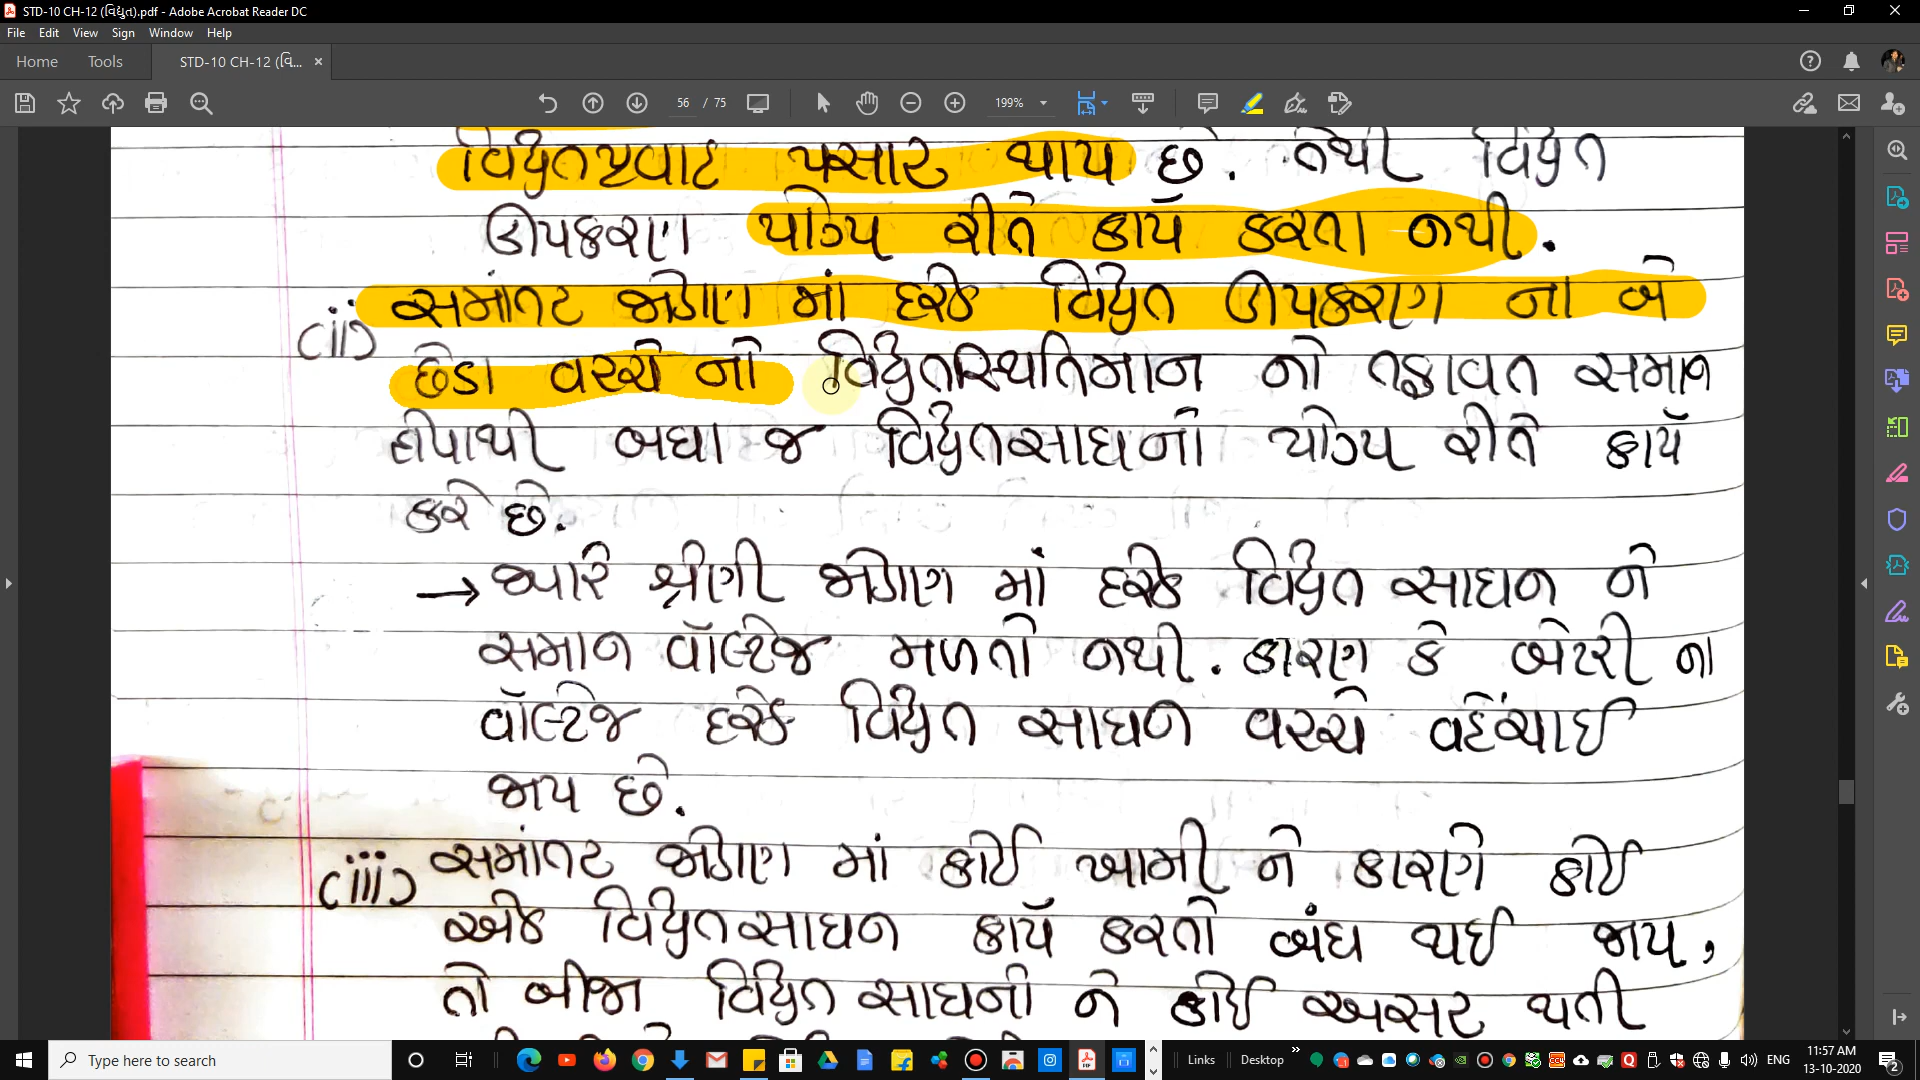 STD-10 CH-12 (વિદ્યુત).pdf - Adobe Acrobat Reader DC
File Edit View Sign Window Help
Home Tools STD-10 CH-12 (વિ... ×
56 / 75 199%
વિદ્યુતપ્રવાહ પસાર થાય છે. તેથી વિદ્યુત
ઊપકરણ યોગ્ય રીતે કાર્ય કરતા નથી.
(ii) સમાંતર જોડાણ માં દરેક વિદ્યુત ઊપકરણ ના બે
છેડા વચ્ચે નો વિદ્યુતસ્થિતિમાન નો તફાવત સમાન
હોવાથી બધા જ વિદ્યુતસાધનો યોગ્ય રીતે કાર્ય
કરે છે.
→ જ્યારે શ્રેણી જોડાણ માં દરેક વિદ્યુત સાધન ને
સમાન વૉલ્ટેજ મળતો નથી. કારણ કે બેટરી ના
વૉલ્ટેજ દરેક વિદ્યુત સાધન વચ્ચે વહેંચાઈ
જાય છે.
(iii) સમાંતર જોડાણ માં કોઈ ખામી ને કારણે કોઈ
એક વિદ્યુતસાધન કાર્ય કરતો બંધ થઈ જાય,
તો બીજા વિદ્યુત સાધનો ને કોઈ અસર થતી
Type here to search
Links Desktop » ENG 11:57 AM
13-10-2020